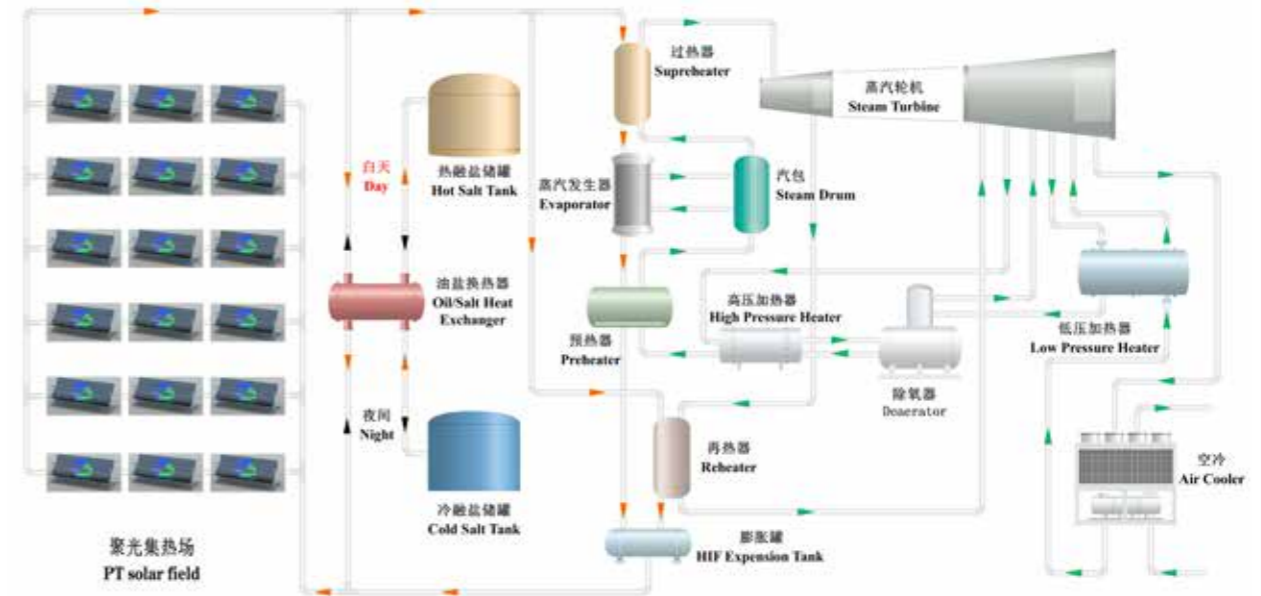 过热器
Supreheater
蒸汽轮机
Steam Turbine
白天
Day
热融盐储罐
Hot Salt Tank
蒸汽发生器
Evaporator
汽包
Steam Drum
油盐换热器
Oil/Salt Heat
Exchanger
高压加热器
High Pressure Heater
预热器
Preheater
低压加热器
Low Pressure Heater
除氧器
Deaerator
夜间
Night
再热器
Reheater
空冷
Air Cooler
冷融盐储罐
Cold Salt Tank
膨胀罐
HIF Expension Tank
聚光集热场
PT solar field